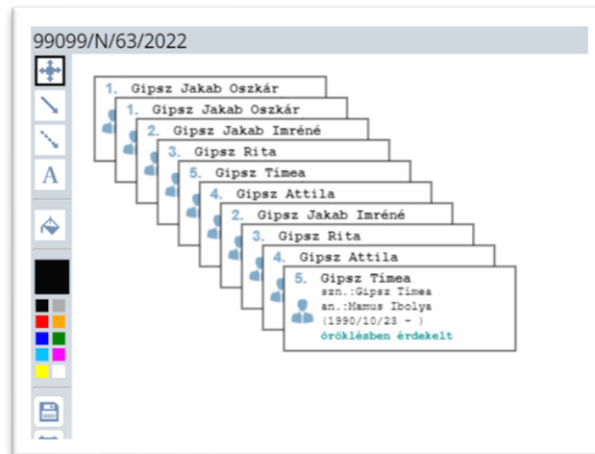 99099/N/63/2022
1. Gipsz Jakab Oszkár
1. Gipsz Jakab Oszkár
2. Gipsz Jakab Imréné
3. Gipsz Rita
5. Gipsz Tímea
4. Gipsz Attila
2. Gipsz Jakab Imréné
3. Gipsz Rita
4. Gipsz Attila
5. Gipsz Tímea
szn.:Gipsz Tímea
an.:Mamus Ibolya
(1990/10/23 - )
öröklésben érdekelt
A